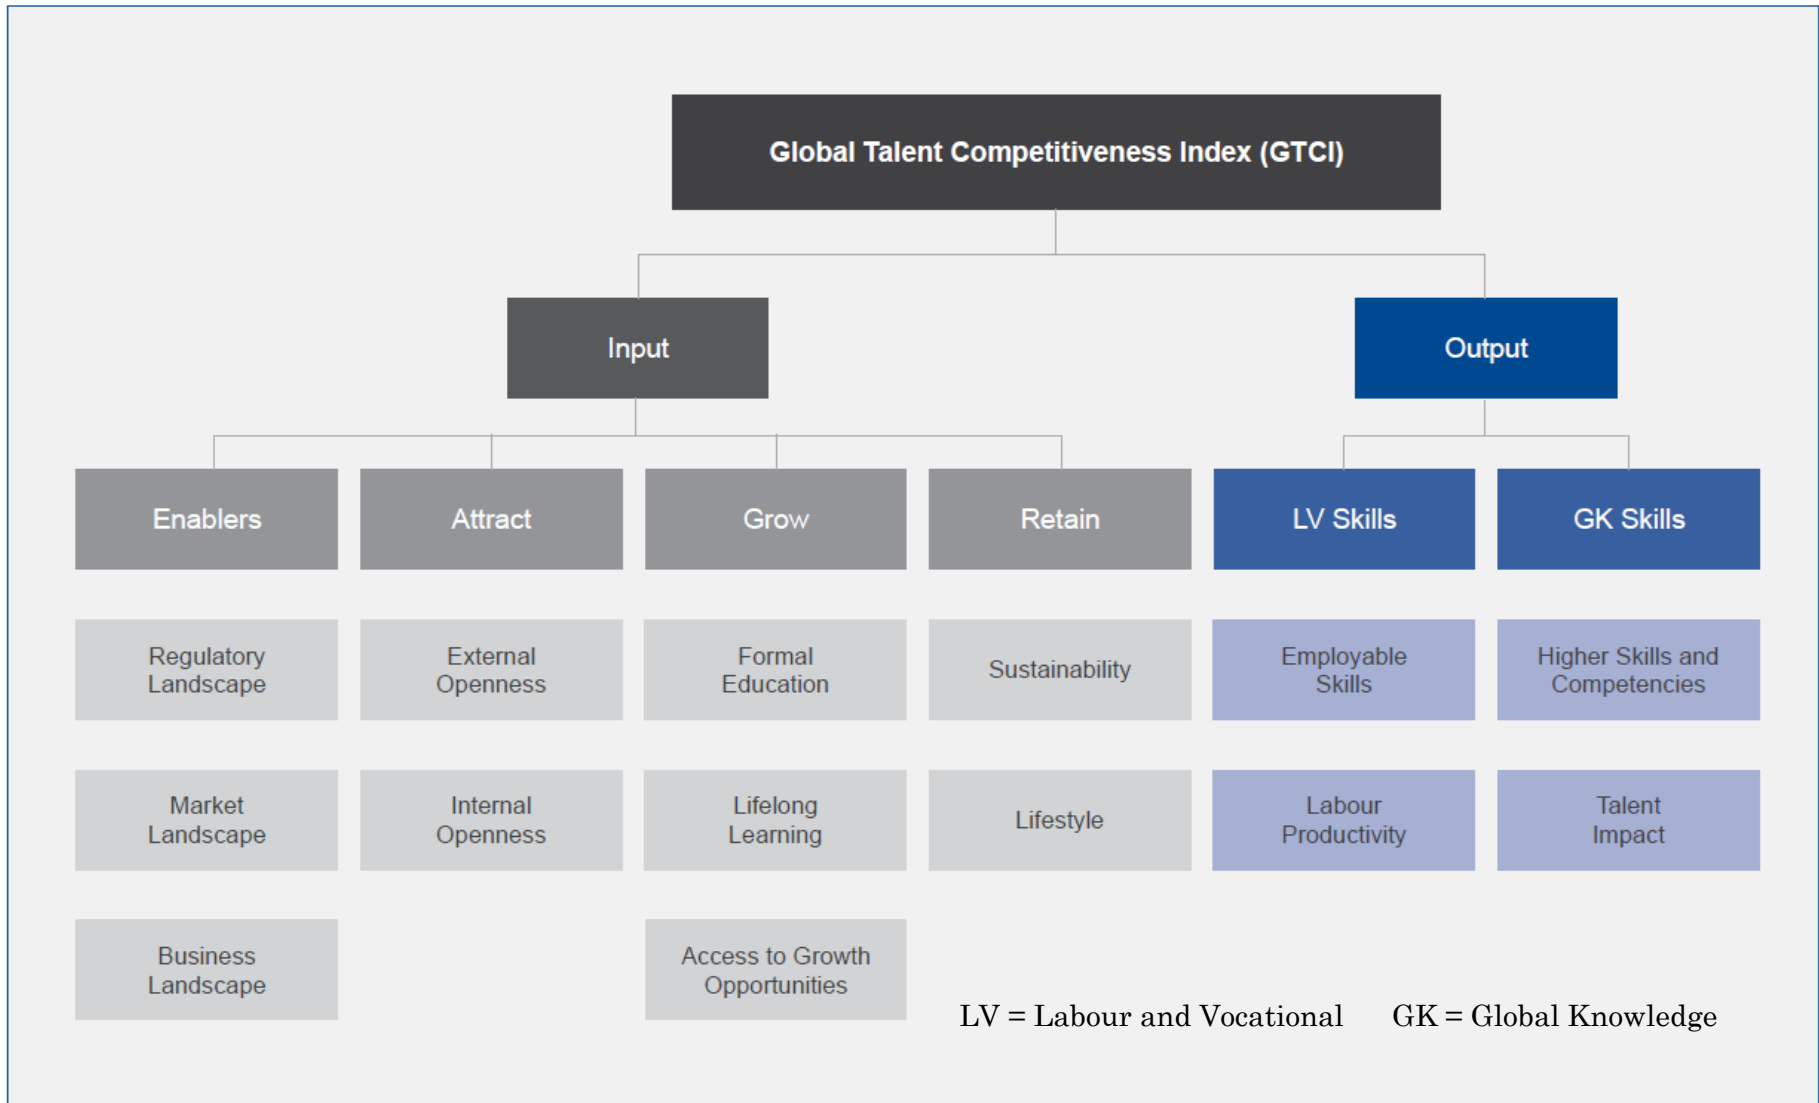 Global Talent Competitiveness Index (GTCI)
Input
Output
Enablers
Attract
Grow
Retain
LV Skills
GK Skills
Regulatory
Landscape
External
Openness
Formal
Education
Sustainability
Employable
Skills
Higher Skills and
Competencies
Market
Landscape
Internal
Openness
Lifelong
Learning
Lifestyle
Labour
Productivity
Talent
Impact
Business
Landscape
Access to Growth
Opportunities
LV = Labour and Vocational GK = Global Knowledge